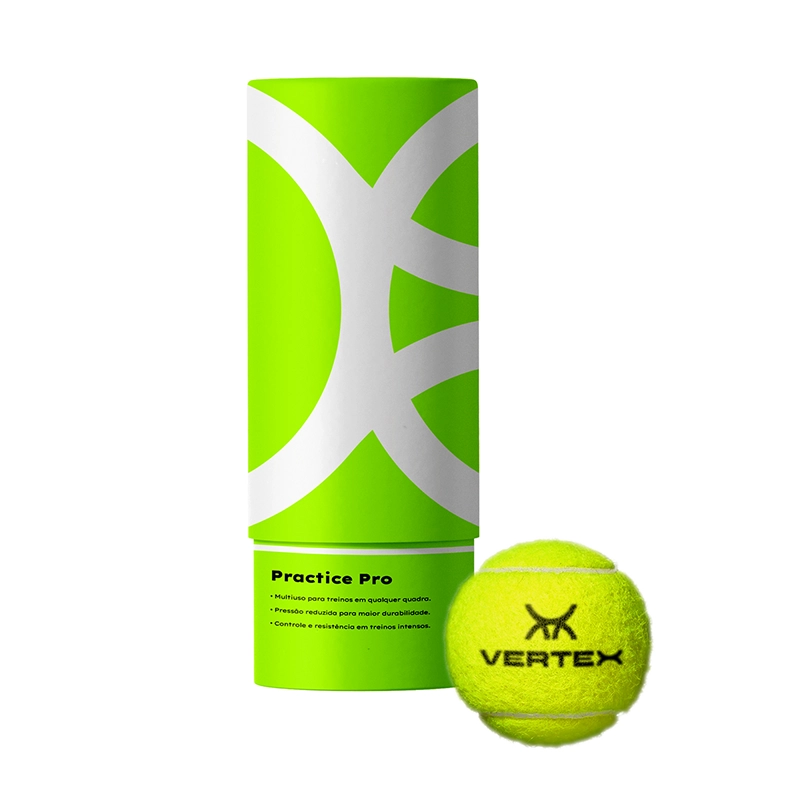 Practice Pro
• Multiuso para treinos em qualquer quadra.
• Pressão reduzida para maior durabilidade.
• Controle e resistência em treinos intensos.
VERTEX